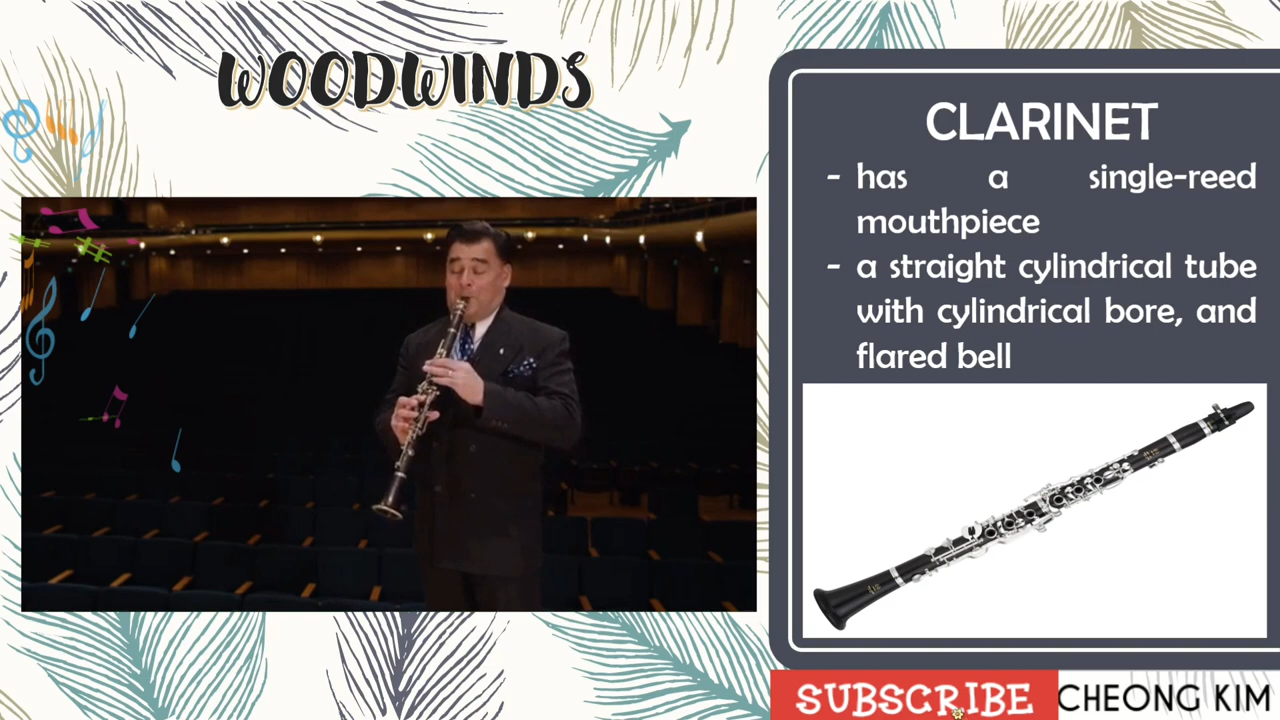 WOODWINDS
CLARINET
- has a single-reed
mouthpiece
- a straight cylindrical tube
with cylindrical bore, and
flared bell
SUBSCRIBE CHEONG KIM